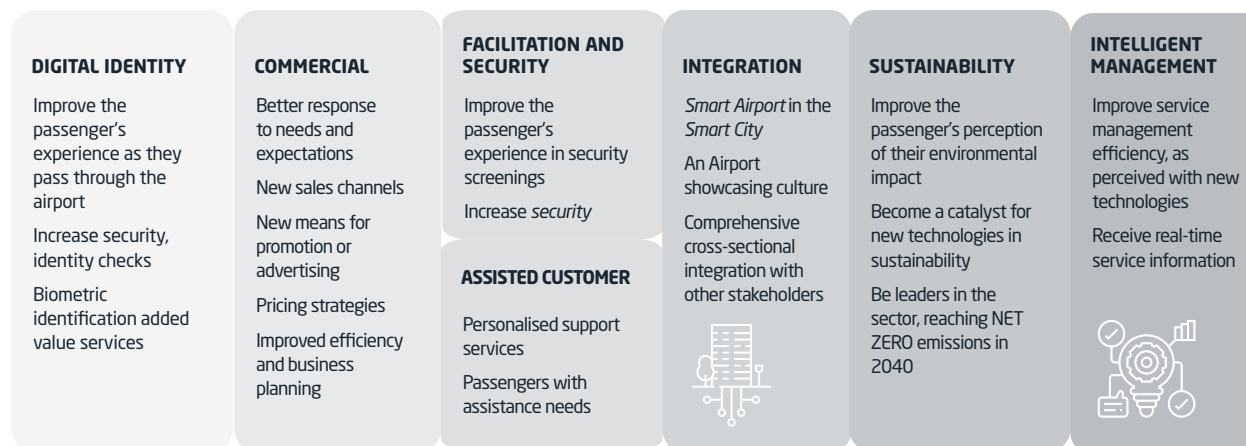 DIGITAL IDENTITY
Improve the
passenger's
experience as they
pass through the
airport
Increase security,
identity checks
Biometric
identification added
value services
COMMERCIAL
Better response
to needs and
expectations
New sales channels
New means for
promotion or
advertising
Pricing strategies
Improved efficiency
and business
planning
FACILITATION AND
SECURITY
Improve the
passenger's
experience in security
screenings
Increase security
ASSISTED CUSTOMER
Personalised support
services
Passengers with
assistance needs
INTEGRATION
Smart Airport in the
Smart City
An Airport
showcasing culture
Comprehensive
cross-sectional
integration with
other stakeholders
SUSTAINABILITY
Improve the
passenger's perception
of their environmental
impact
Become a catalyst for
new technologies in
sustainability
Be leaders in the
sector, reaching NET
ZERO emissions in
2040
INTELLIGENT
MANAGEMENT
Improve service
management
efficiency, as
perceived with new
technologies
Receive real-time
service information